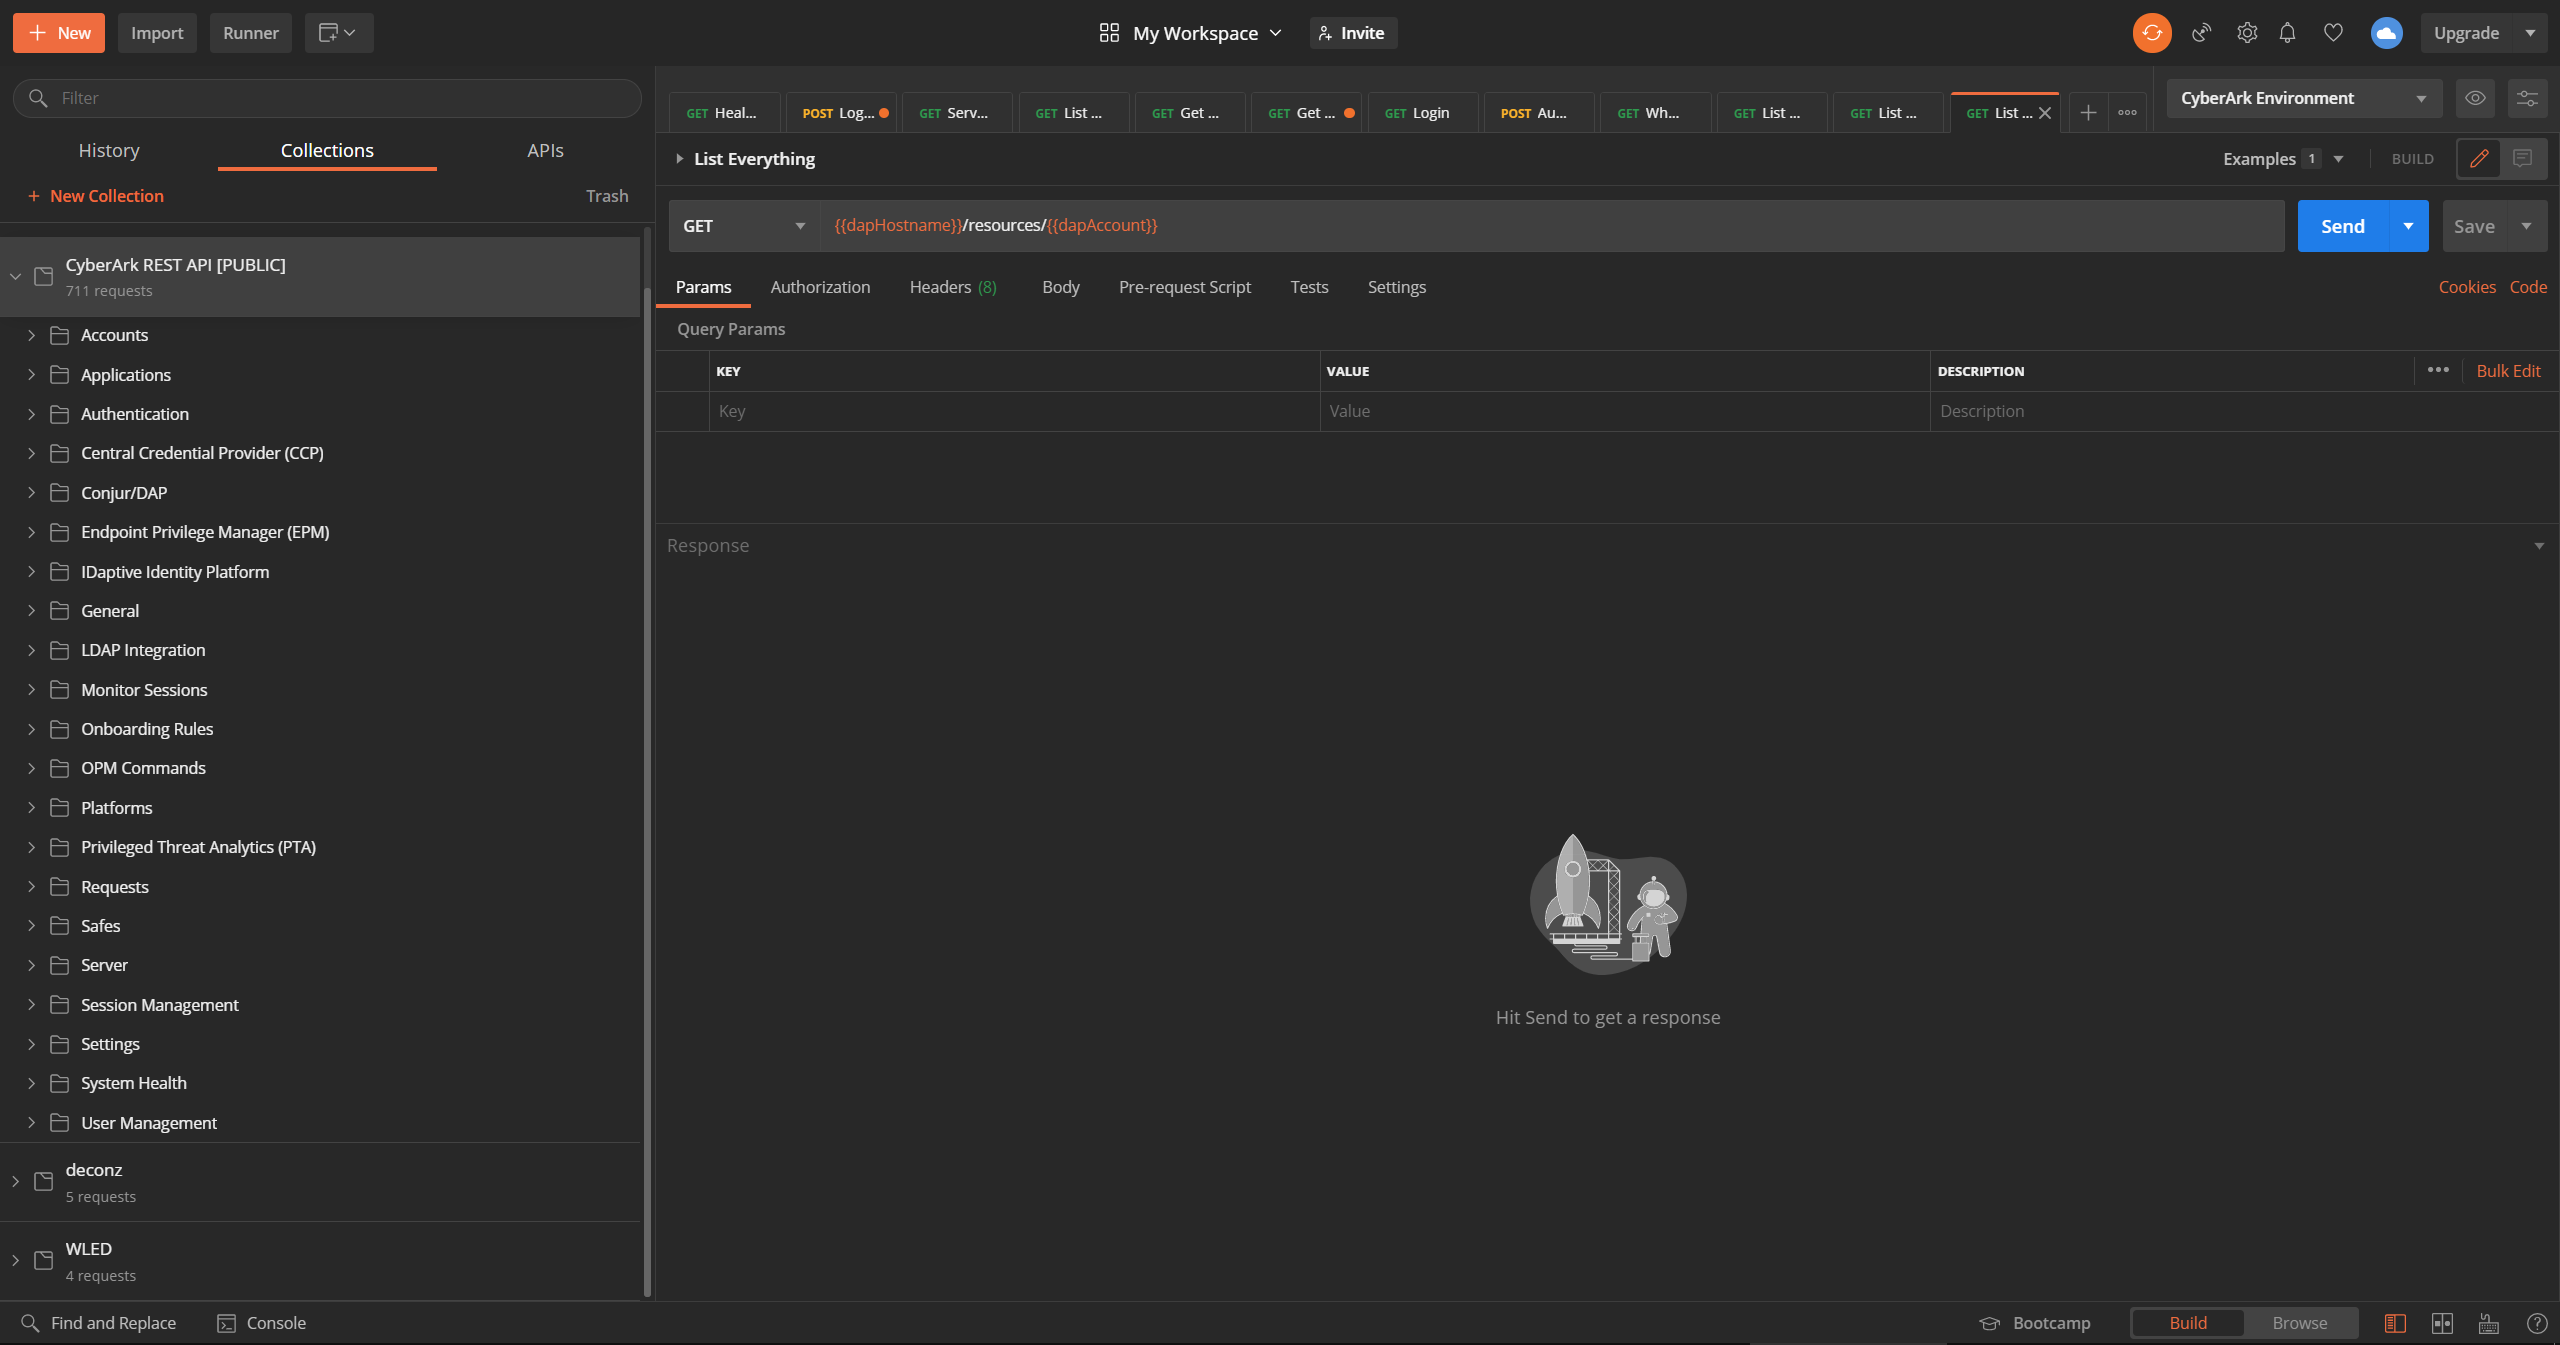 New
Import
Runner
My Workspace
Invite
Upgrade
Filter
History
Collections
APIs
New Collection
Trash
CyberArk REST API [PUBLIC]
711 requests
Accounts
Applications
Authentication
Central Credential Provider (CCP)
Conjur/DAP
Endpoint Privilege Manager (EPM)
IDaptive Identity Platform
General
LDAP Integration
Monitor Sessions
Onboarding Rules
OPM Commands
Platforms
Privileged Threat Analytics (PTA)
Requests
Safes
Server
Session Management
Settings
System Health
User Management
deconz
5 requests
WLED
4 requests
GET Heal...
POST Log...
GET Serv...
GET List ...
GET Get ...
GET Get ...
GET Login
POST Au...
GET Wh...
GET List ...
GET List ...
GET List ...
CyberArk Environment
List Everything
Examples 1
BUILD
GET
{{dapHostname}}/resources/{{dapAccount}}
Send
Save
Params
Authorization
Headers (8)
Body
Pre-request Script
Tests
Settings
Cookies
Code
Query Params
KEY
VALUE
DESCRIPTION
Bulk Edit
Key
Value
Description
Response
Hit Send to get a response
Find and Replace
Console
Bootcamp
Build
Browse